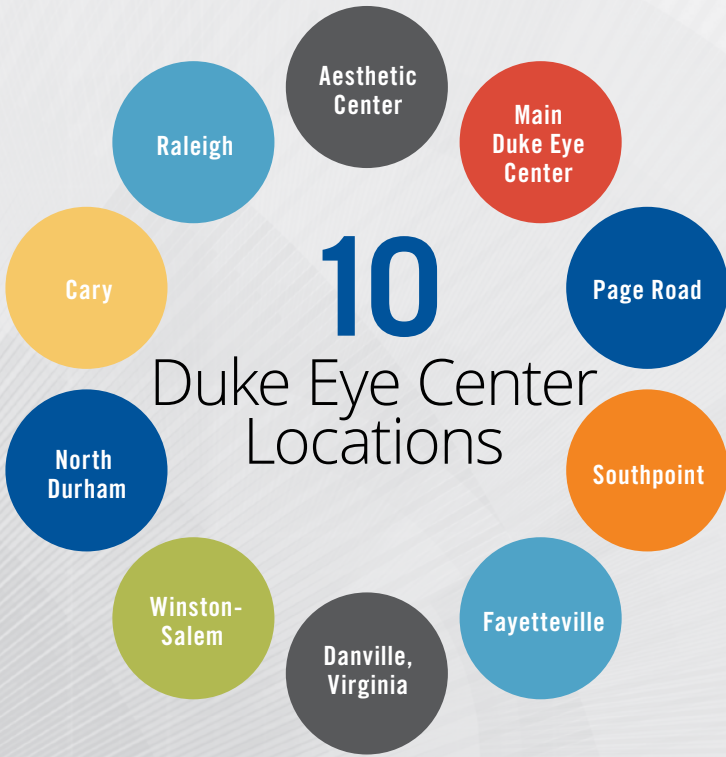 Aesthetic
Center
Main
Duke Eye
Center
Page Road
Southpoint
Fayetteville
Danville,
Virginia
Winston-
Salem
North
Durham
Cary
Raleigh
10
Duke Eye Center
Locations